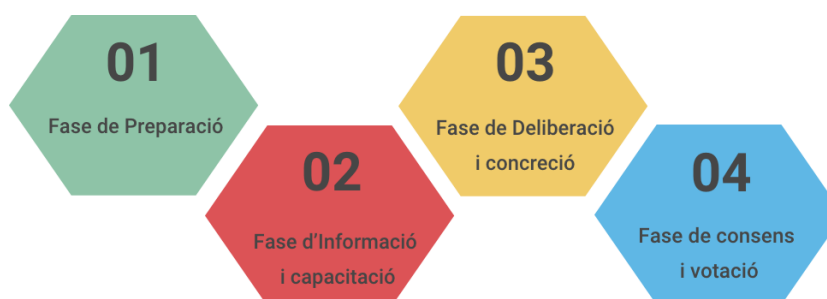 01
Fase de Preparació
02
Fase d’Informació
i capacitació
03
Fase de Deliberació
i concreció
04
Fase de consens
i votació